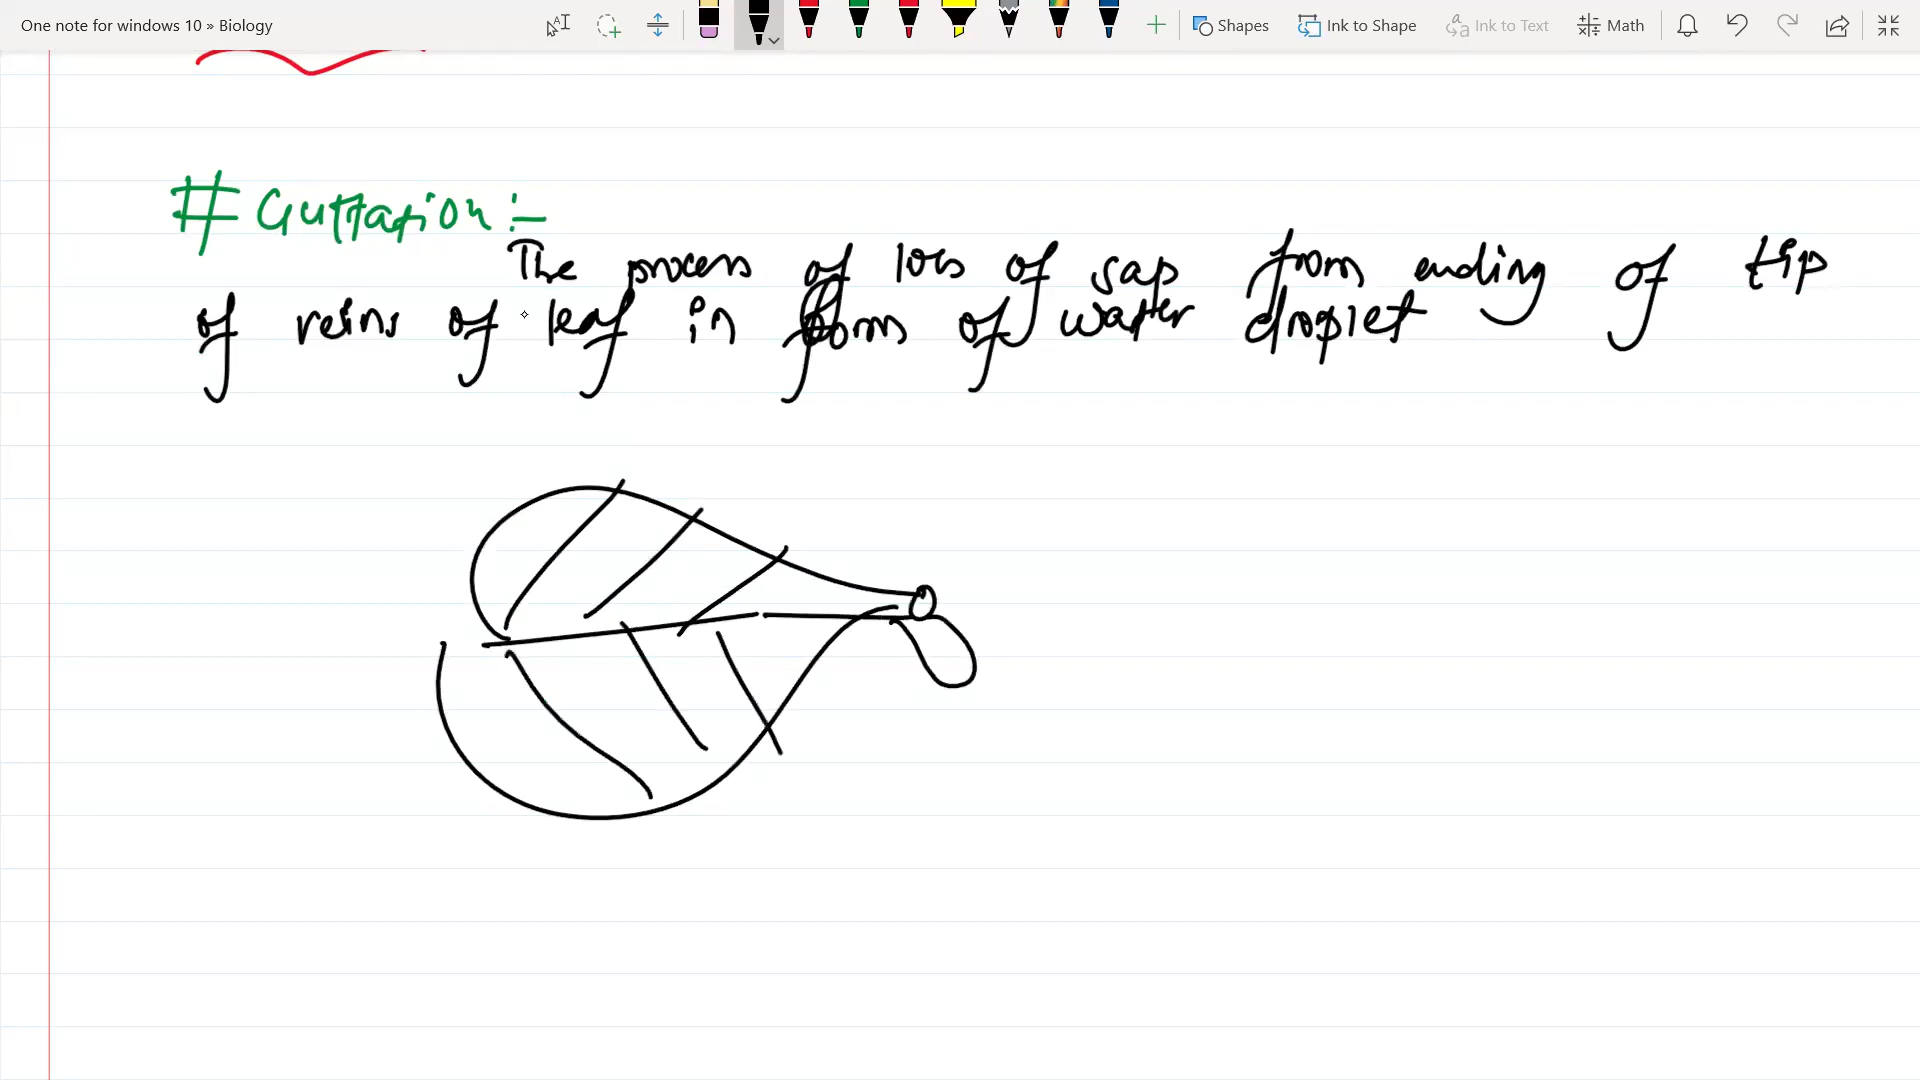 One note for windows 10 » Biology
Shapes Ink to Shape Ink to Text Math
# Guttation :-
The process of loss of sap from ending of tip
of veins of leaf in form of water droplet